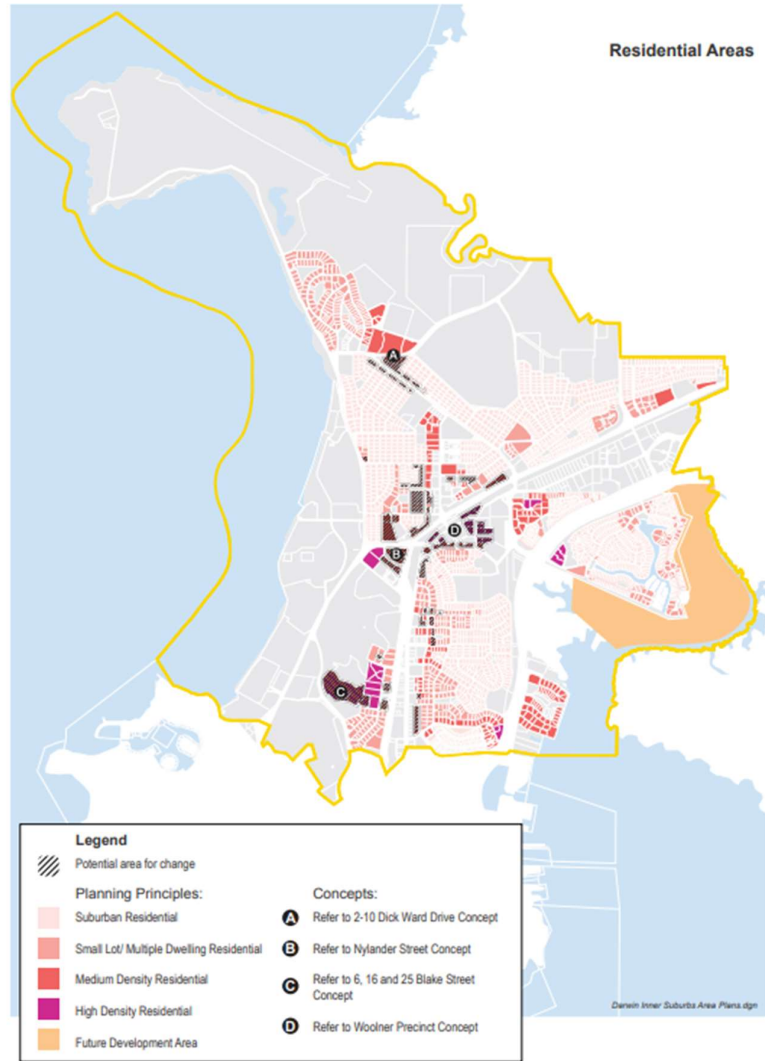 Residential Areas
A
D
B
C
Legend
Potential area for change
Planning Principles:
Suburban Residential
Small Lot/ Multiple Dwelling Residential
Medium Density Residential
High Density Residential
Future Development Area
Concepts:
A Refer to 2-10 Dick Ward Drive Concept
B Refer to Nylander Street Concept
C Refer to 6, 16 and 25 Blake Street
Concept
D Refer to Woolner Precinct Concept
Darwin Inner Suburbs Area Plans.dgn